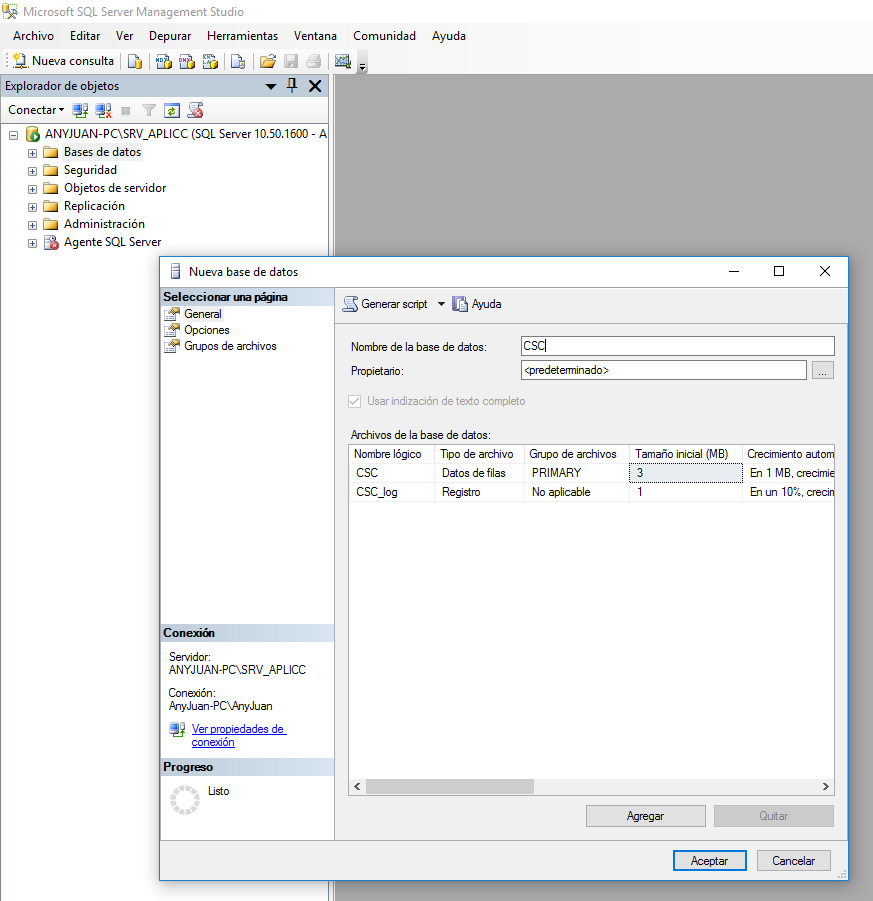 Microsoft SQL Server Management Studio
Archivo Editar Ver Depurar Herramientas Ventana Comunidad Ayuda
Nueva consulta
Explorador de objetos
Conectar
ANYJUAN-PC\SRV_APLICC (SQL Server 10.50.1600 - A
Bases de datos
Seguridad
Objetos de servidor
Replicación
Administración
Agente SQL Server
Nueva base de datos
Seleccionar una página
General
Opciones
Grupos de archivos
Generar script Ayuda
Nombre de la base de datos: CSC
Propietario: <predeterminado> ...
Usar indización de texto completo
Archivos de la base de datos:
Nombre lógico Tipo de archivo Grupo de archivos Tamaño inicial (MB) Crecimiento autom
CSC Datos de filas PRIMARY 3 En 1 MB, crecimie
CSC_log Registro No aplicable 1 En un 10%, crecim
Conexión
Servidor:
ANYJUAN-PC\SRV_APLICC
Conexión:
AnyJuan-PC\AnyJuan
Ver propiedades de
conexión
Progreso
Listo
Agregar Quitar
Aceptar Cancelar